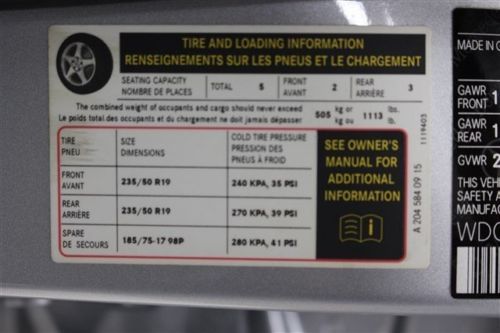 TIRE AND LOADING INFORMATION
RENSEIGNEMENTS SUR LES PNEUS ET LE CHARGEMENT
SEATING CAPACITY TOTAL 5 FRONT 2 REAR 3
NOMBRE DE PLACES AVANT ARRIÈRE
The combined weight of occupants and cargo should never exceed 505 kg or 1113 lbs.
Le poids total des occupants et du chargement ne doit jamais dépasser kg ou lb.
TIRE SIZE COLD TIRE PRESSURE
PNEU DIMENSIONS PRESSION DES
PNEUS À FROID
FRONT 235/50 R19 240 KPA, 35 PSI
AVANT
REAR 235/50 R19 270 KPA, 39 PSI
ARRIÈRE
SPARE 185/75-17 98P 280 KPA, 41 PSI
DE SECOURS
SEE OWNER'S
MANUAL FOR
ADDITIONAL
INFORMATION
i
1119403
A 204 584 09 15
MADE IN
GAWR
FRONT 1
GAWR 1
REAR
GVWR 2
THIS VEHI
SAFETY A
MANUFAC
WDC